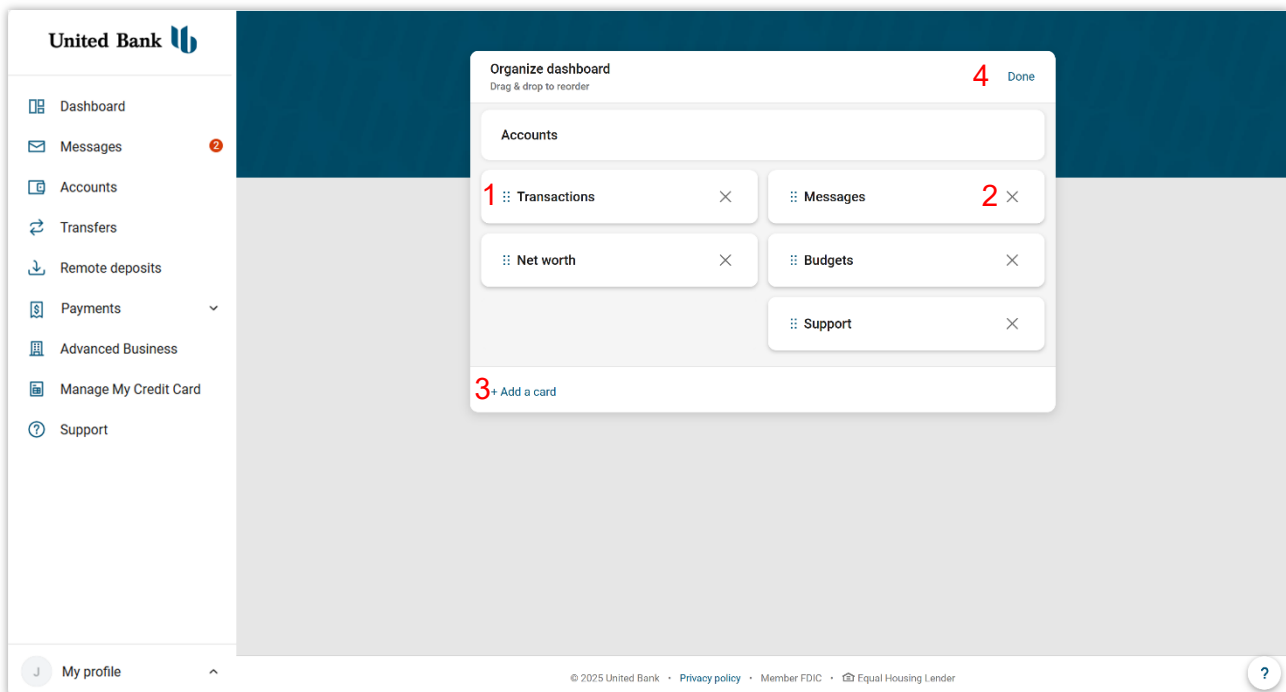 United Bank
Dashboard
Messages 2
Accounts
Transfers
Remote deposits
Payments
Advanced Business
Manage My Credit Card
Support
J My profile
Organize dashboard
Drag & drop to reorder
4 Done
Accounts
1 Transactions
Messages 2
Net worth
Budgets
Support
3 + Add a card
© 2025 United Bank • Privacy policy • Member FDIC • Equal Housing Lender
?